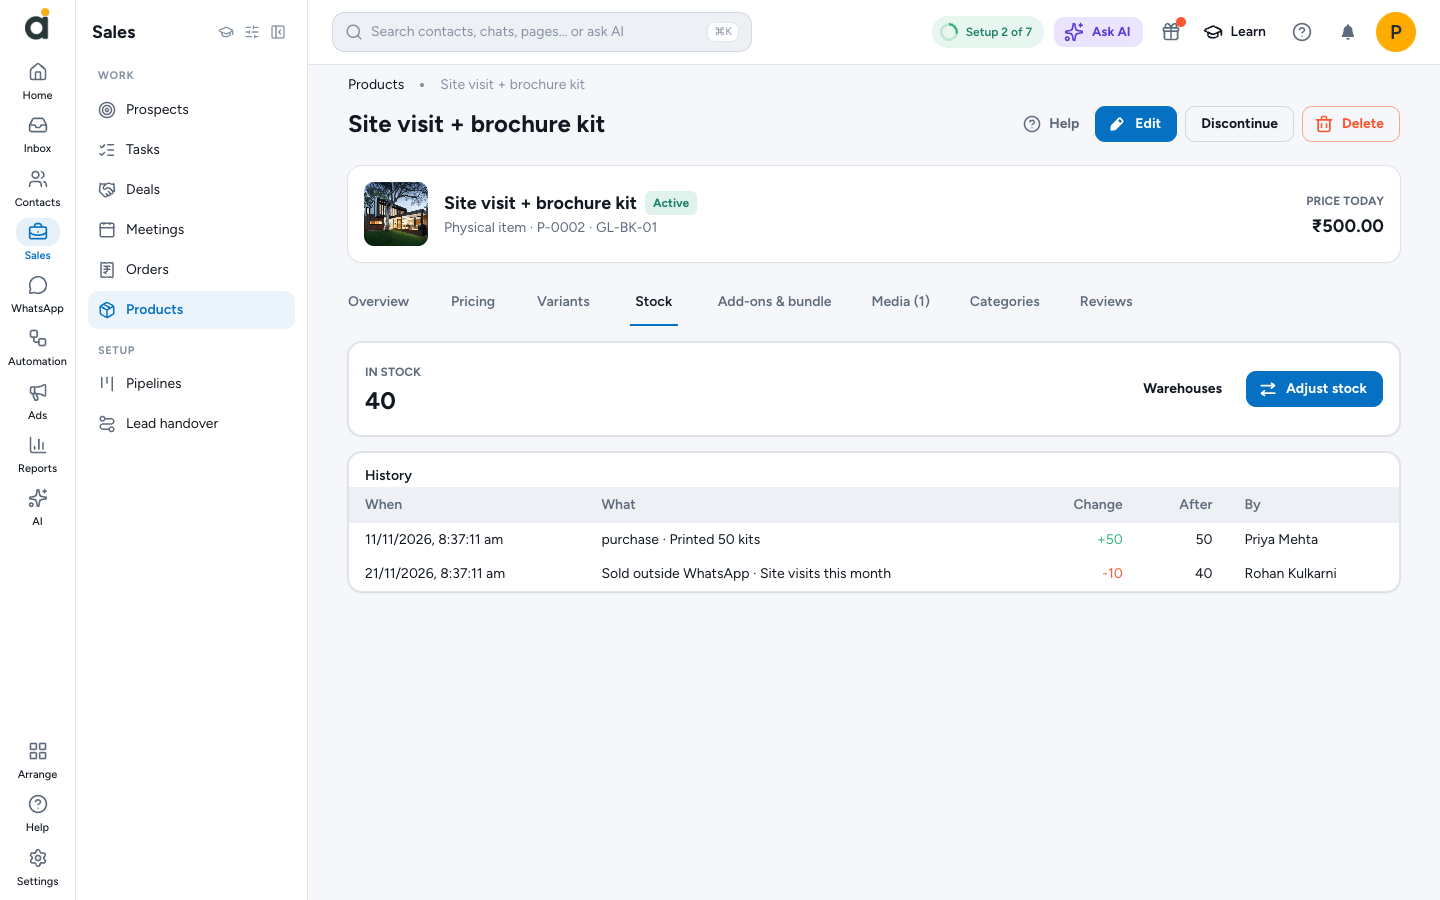 Sales
Search contacts, chats, pages... or ask AI
⌘K
Setup 2 of 7
Ask AI
Learn
P
Home
Inbox
Contacts
Sales
WhatsApp
Automation
Ads
Reports
AI
Arrange
Help
Settings
WORK
Prospects
Tasks
Deals
Meetings
Orders
Products
SETUP
Pipelines
Lead handover
Products • Site visit + brochure kit
Site visit + brochure kit
Help
Edit
Discontinue
Delete
Site visit + brochure kit Active
Physical item · P-0002 · GL-BK-01
PRICE TODAY
₹500.00
Overview Pricing Variants Stock Add-ons & bundle Media (1) Categories Reviews
IN STOCK
40
Warehouses
Adjust stock
History
When What Change After By
11/11/2026, 8:37:11 am purchase · Printed 50 kits +50 50 Priya Mehta
21/11/2026, 8:37:11 am Sold outside WhatsApp · Site visits this month -10 40 Rohan Kulkarni